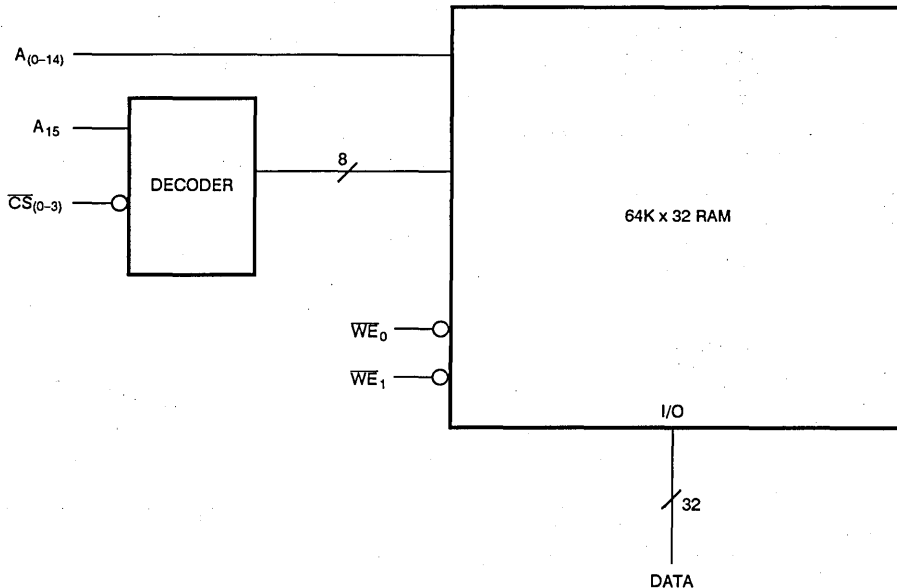 A(0–14)
A15
8
DECODER
CS(0–3)
64K x 32 RAM
WE0
WE1
I/O
32
DATA